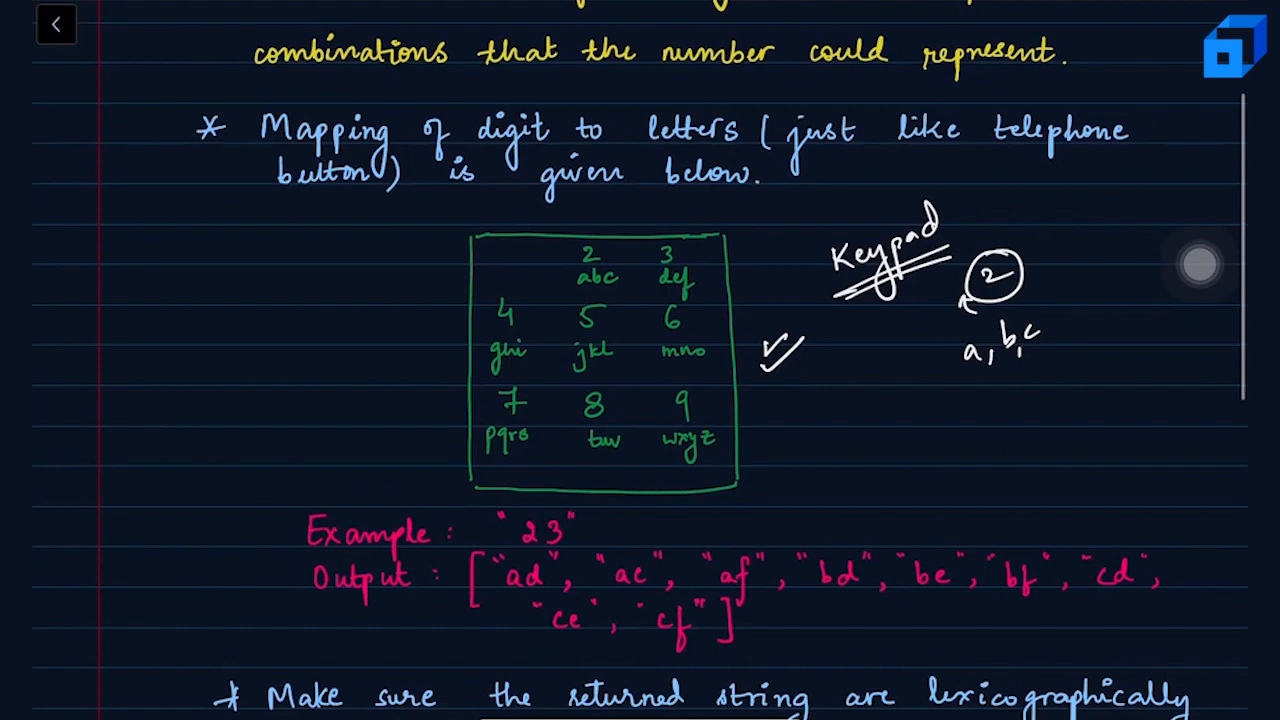 combinations that the number could represent.
* Mapping of digit to letters (just like telephone
button) is given below.
Keypad
2
a, b, c
2 3
abc def
4 5 6
ghi jkl mno
7 8 9
pqrs tuv wxyz
Example : "23"
Output : ["ad", "ae", "af", "bd", "be", "bf", "cd",
"ce", "cf"]
* Make sure the returned string are lexicographically